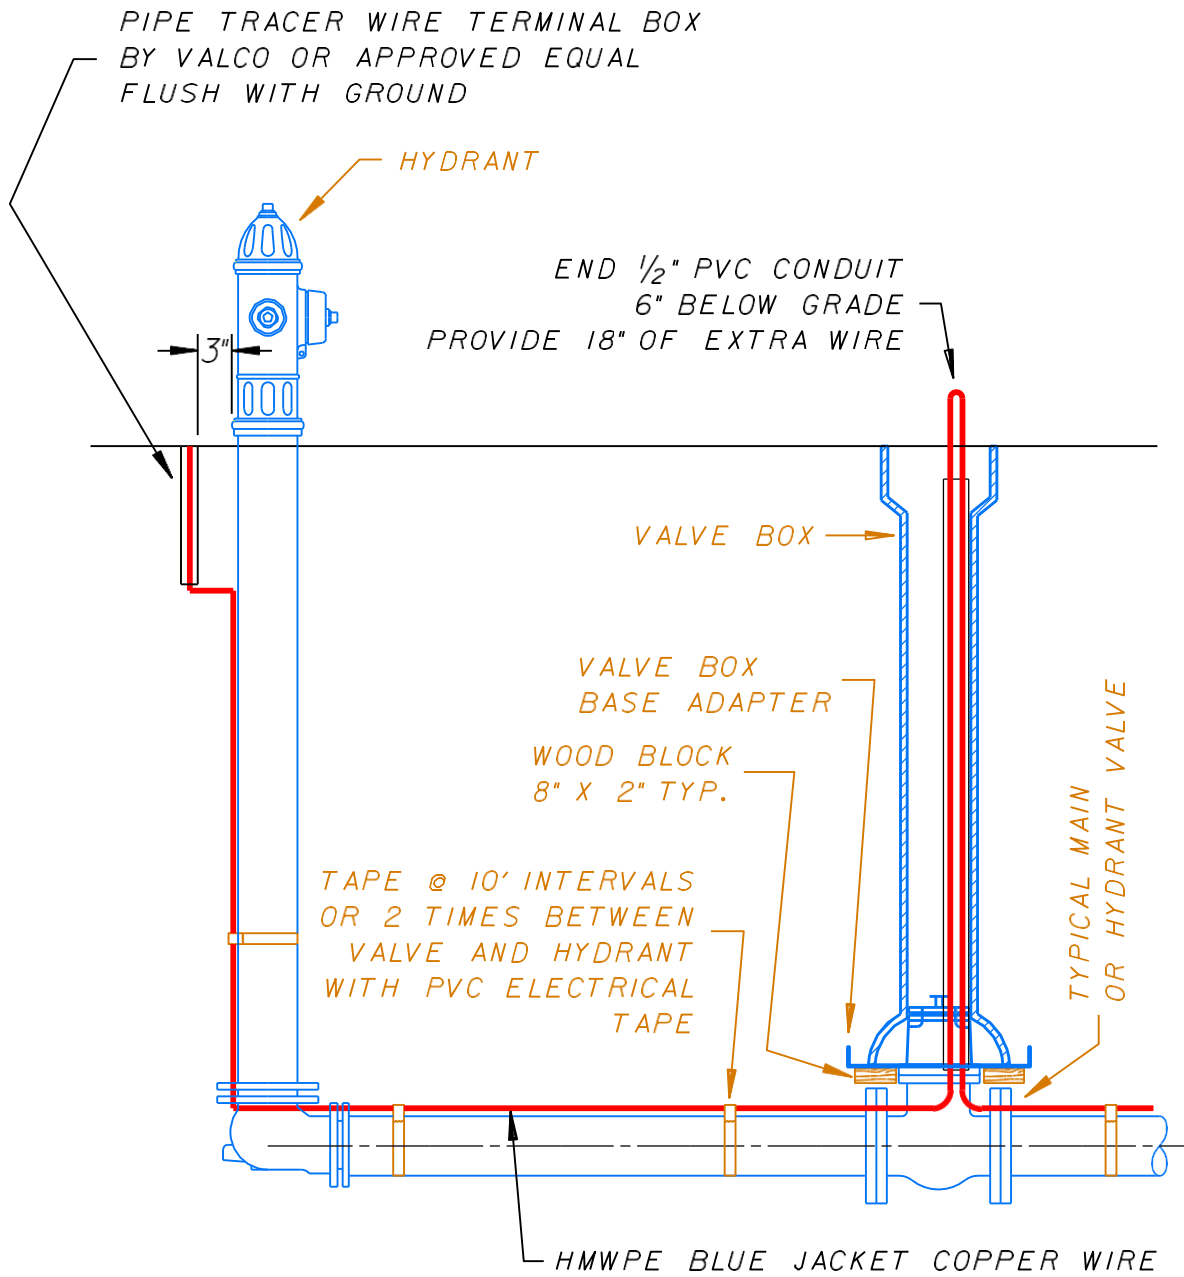 PIPE TRACER WIRE TERMINAL BOX
BY VALCO OR APPROVED EQUAL
FLUSH WITH GROUND
HYDRANT
END 1/2" PVC CONDUIT
6" BELOW GRADE
PROVIDE 18" OF EXTRA WIRE
3"
VALVE BOX
VALVE BOX
BASE ADAPTER
WOOD BLOCK
8" X 2" TYP.
TYPICAL MAIN
OR HYDRANT VALVE
TAPE @ 10' INTERVALS
OR 2 TIMES BETWEEN
VALVE AND HYDRANT
WITH PVC ELECTRICAL
TAPE
HMWPE BLUE JACKET COPPER WIRE